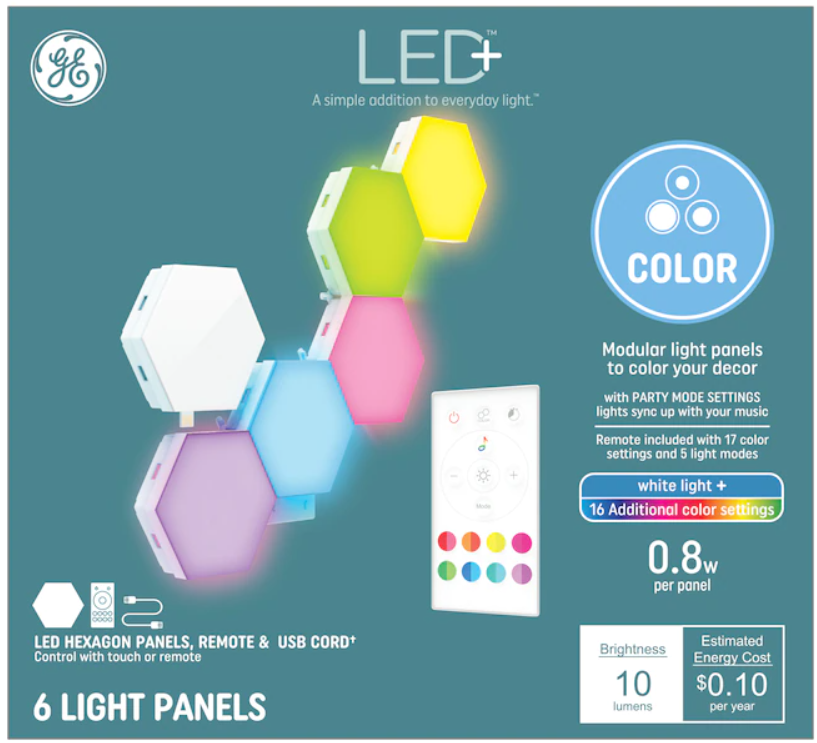 GE
LED+™
A simple addition to everyday light.™
COLOR
Modular light panels
to color your decor
with PARTY MODE SETTINGS
lights sync up with your music
Remote included with 17 color
settings and 5 light modes
white light +
16 Additional color settings
0.8w
per panel
Mode
LED HEXAGON PANELS, REMOTE & USB CORD†
Control with touch or remote
6 LIGHT PANELS
Brightness
10
lumens
Estimated
Energy Cost
$0.10
per year